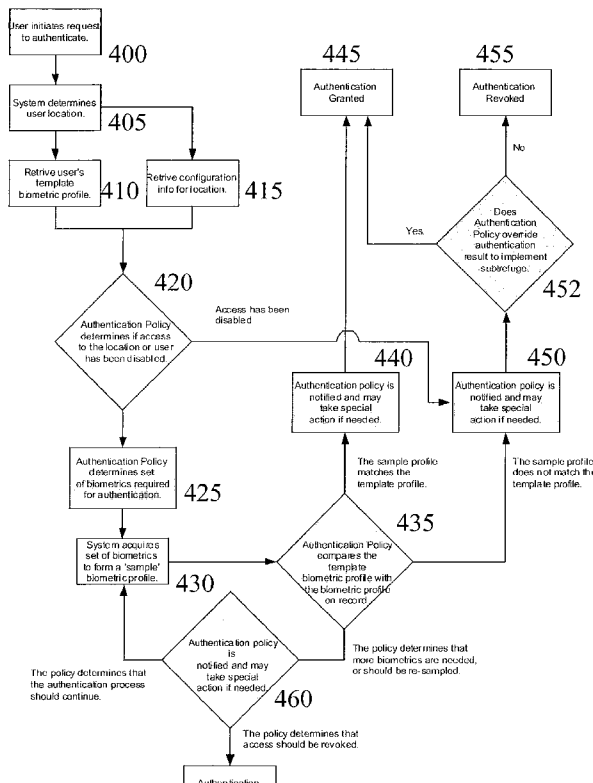 User initiates request
to authenticate.
400
System determines
user location.
405
Retrive user's
template
biometric profile.
410
Retrive configuration
info for location.
415
420
Authentication Policy
determines if access
to the location or user
has been disabled.
Access has been
disabled
Authentication Policy
determines set
of biometrics required
for authentication.
425
System acquires
set of biometrics
to form a 'sample'
biometric profile.
430
435
Authentication Policy
compares the
template
biometric profile with
the biometric profile
on record.
The sample profile
matches the
template profile.
440
Authentication policy is
notified and may
take special
action if needed.
445
Authentication
Granted
The sample profile
does not match the
template profile.
450
Authentication policy is
notified and may
take special
action if needed.
Does
Authentication
Policy override
authentication
result to implement
subtrefuge.
452
Yes
No
455
Authentication
Revoked
The policy determines that
more biometrics are needed,
or should be re-sampled.
Authentication policy
is
notified and may
take special
action if needed.
460
The policy determines that
the authentication process
should continue.
The policy determines that
access should be revoked.
Authentication